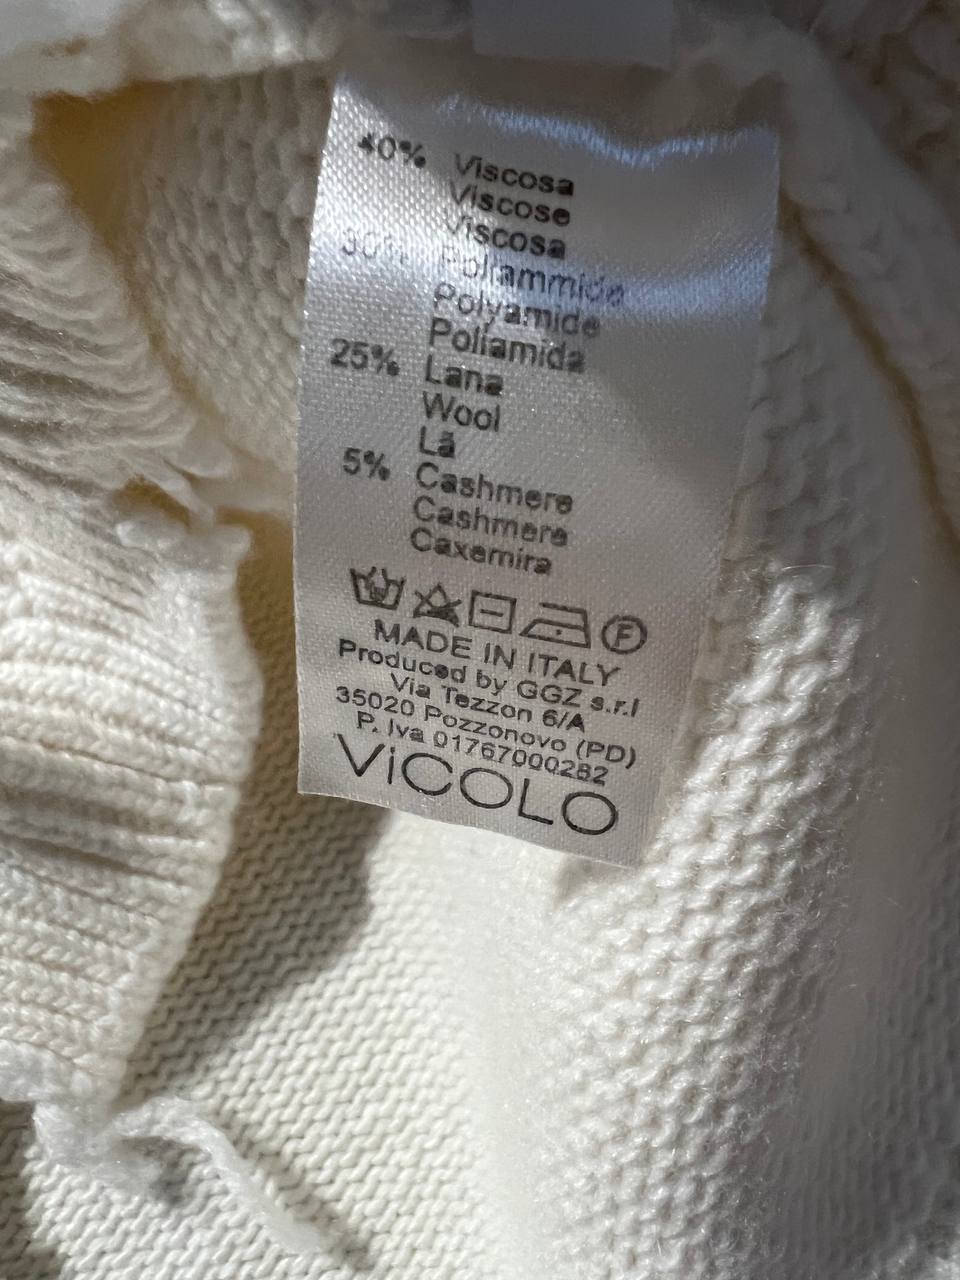 40% Viscosa
Viscose
Viscosa
30% Poliammide
Polyamide
Poliamida
25% Lana
Wool
Lã
5% Cashmere
Cashmere
Caxemira
F
MADE IN ITALY
Produced by GGZ s.r.l
Via Tezzon 6/A
35020 Pozzonovo (PD)
P. Iva 01767000282
ViCOLO